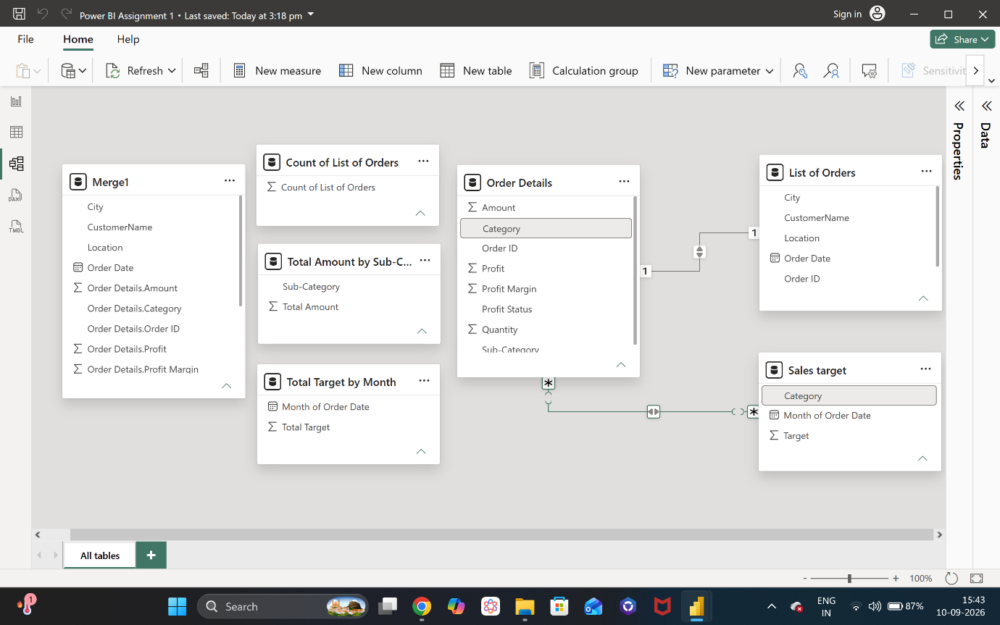 Power BI Assignment 1 • Last saved: Today at 3:18 pm
Sign in
File
Home
Help
Share
Refresh
New measure
New column
New table
Calculation group
New parameter
Sensitivit
DAX
TMDL
Merge1
City
CustomerName
Location
Order Date
Order Details.Amount
Order Details.Category
Order Details.Order ID
Order Details.Profit
Order Details.Profit Margin
Count of List of Orders
Count of List of Orders
Total Amount by Sub-C...
Sub-Category
Total Amount
Total Target by Month
Month of Order Date
Total Target
Order Details
Amount
Category
Order ID
Profit
Profit Margin
Profit Status
Quantity
Sub-Category
1
1
List of Orders
City
CustomerName
Location
Order Date
Order ID
Sales target
Category
Month of Order Date
Target
Properties
Data
All tables
100%
1
Search
ENG
IN
87%
15:43
10-09-2026